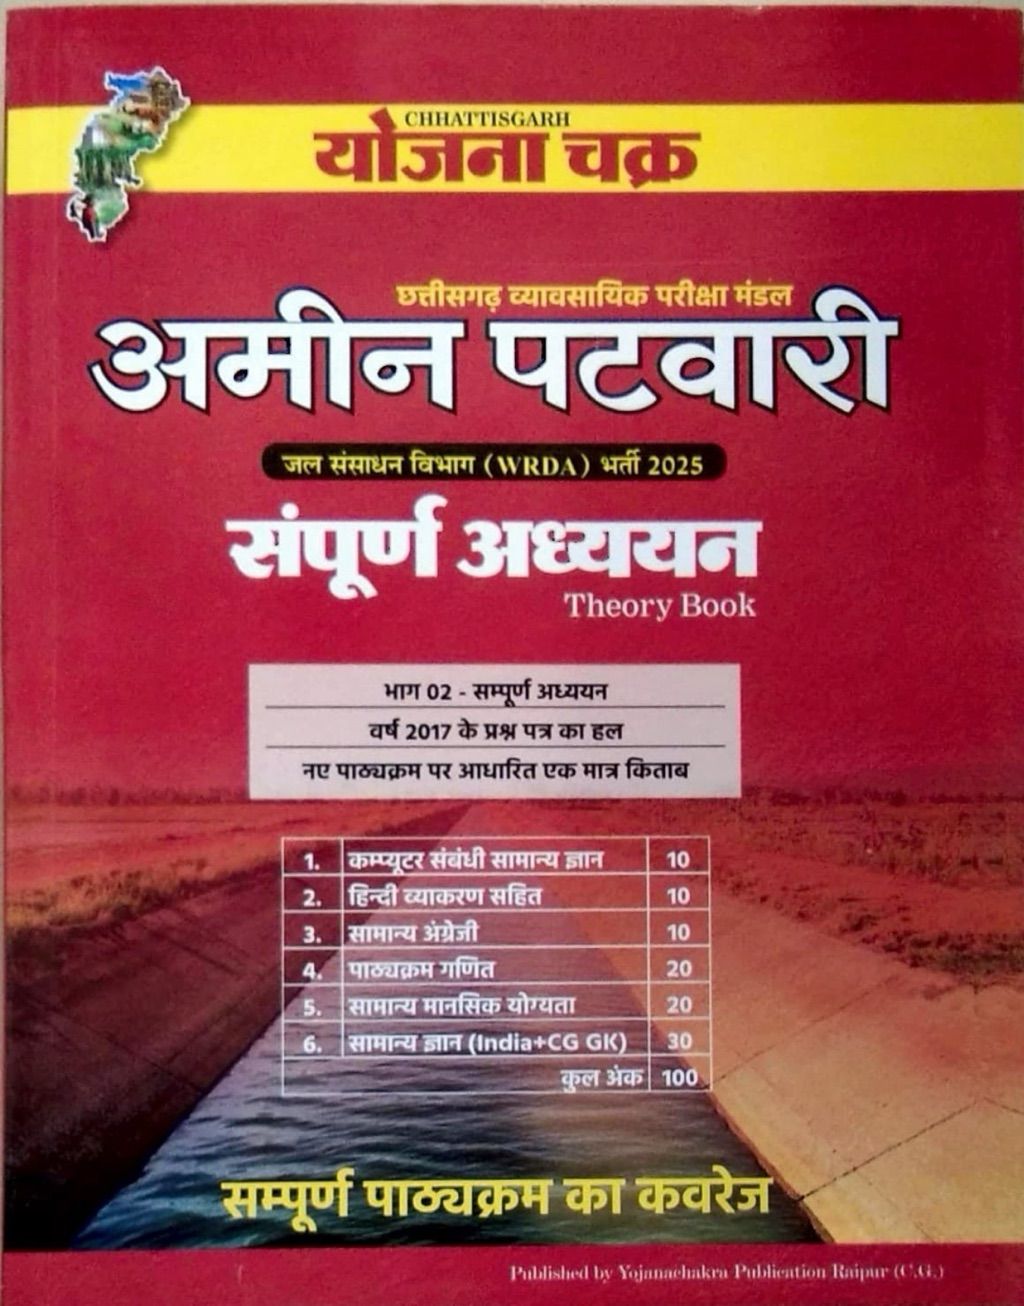 CHHATTISGARH
योजना चक्र
छत्तीसगढ़ व्यावसायिक परीक्षा मंडल
अमीन पटवारी
जल संसाधन विभाग (WRDA) भर्ती 2025
संपूर्ण अध्ययन
Theory Book
भाग 02 - सम्पूर्ण अध्ययन
वर्ष 2017 के प्रश्न पत्र का हल
नए पाठ्यक्रम पर आधारित एक मात्र किताब
1. कम्प्यूटर संबंधी सामान्य ज्ञान 10
2. हिन्दी व्याकरण सहित 10
3. सामान्य अंग्रेजी 10
4. पाठ्यक्रम गणित 20
5. सामान्य मानसिक योग्यता 20
6. सामान्य ज्ञान (India+CG GK) 30
कुल अंक 100
सम्पूर्ण पाठ्यक्रम का कवरेज
Published by Yojanachakra Publication Raipur (C.G.)